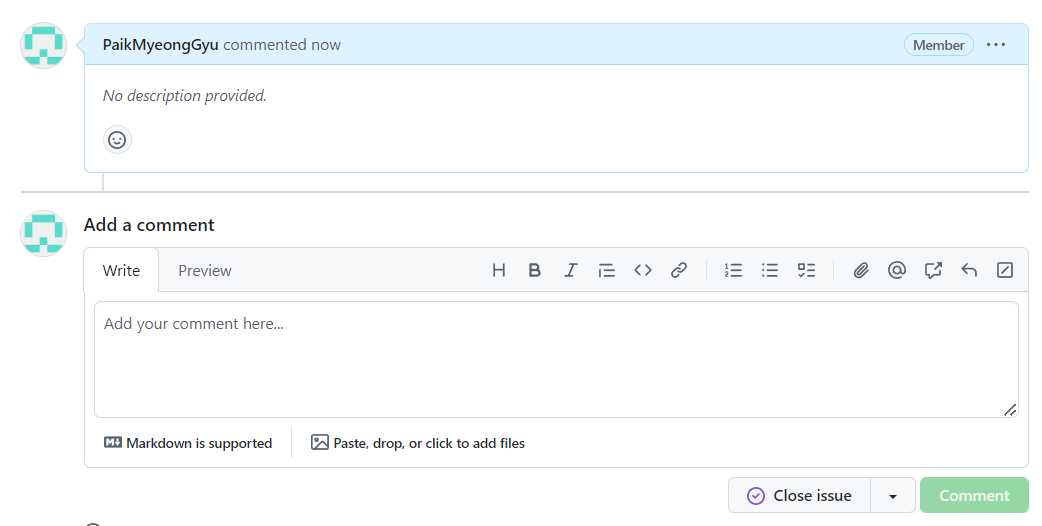 PaikMyeongGyu commented now
Member
No description provided.
Add a comment
Write
Preview
Add your comment here...
Markdown is supported
Paste, drop, or click to add files
Close issue
Comment